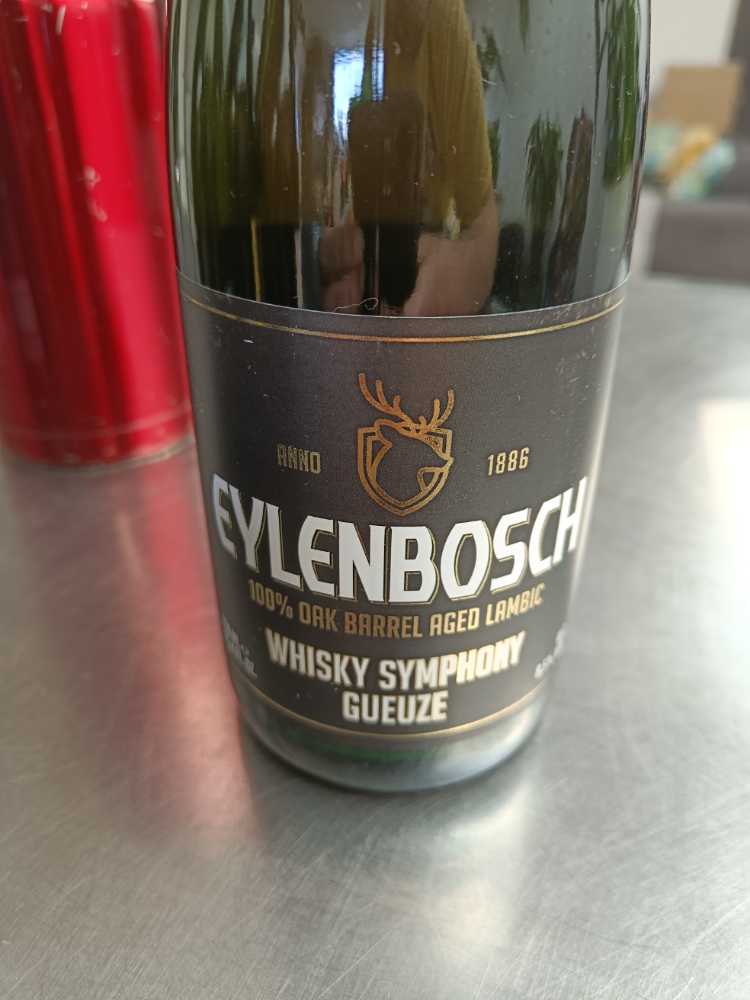 ANNO 1886
EYLENBOSCH
100% OAK BARREL AGED LAMBIC
WHISKY SYMPHONY
GUEUZE